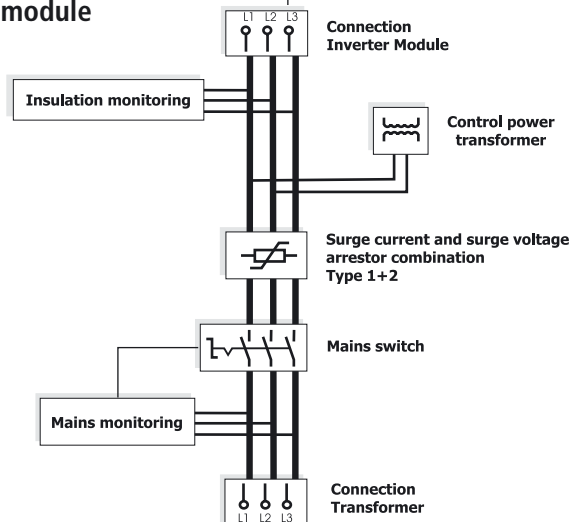 module
L1 L2 L3
Connection
Inverter Module
Insulation monitoring
Control power
transformer
Surge current and surge voltage
arrestor combination
Type 1+2
Mains switch
Mains monitoring
Connection
Transformer
L1 L2 L3